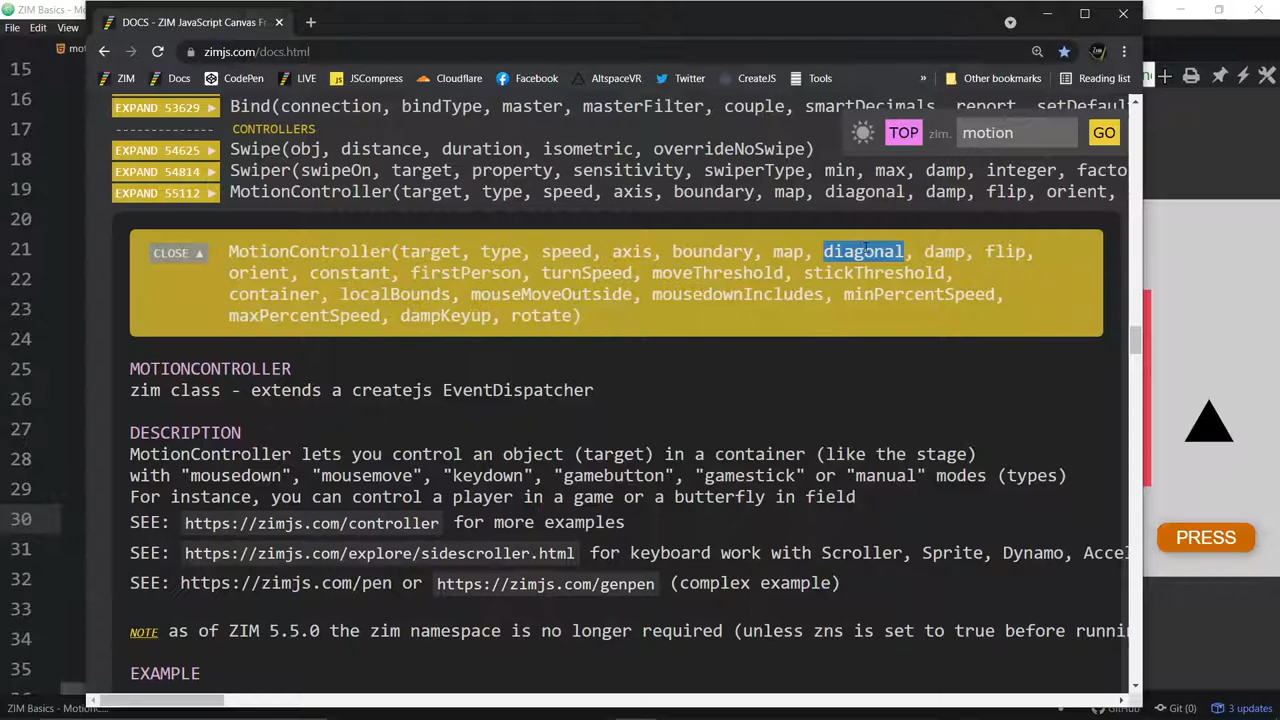 DOCS - ZIM JavaScript Canvas Fr
File Edit View
zimjs.com/docs.html
ZIM Docs CodePen LIVE JSCompress Cloudflare Facebook AltspaceVR Twitter CreateJS Tools » Other bookmarks Reading list
EXPAND 53629 ▶ Bind(connection, bindType, master, masterFilter, couple, smartDecimals, report, setDefaul
------------- CONTROLLERS
TOP zim. motion GO
EXPAND 54625 ▶ Swipe(obj, distance, duration, isometric, overrideNoSwipe)
EXPAND 54814 ▶ Swiper(swipeOn, target, property, sensitivity, swiperType, min, max, damp, integer, facto
EXPAND 55112 ▶ MotionController(target, type, speed, axis, boundary, map, diagonal, damp, flip, orient,
CLOSE ▲ MotionController(target, type, speed, axis, boundary, map, diagonal, damp, flip,
orient, constant, firstPerson, turnSpeed, moveThreshold, stickThreshold,
container, localBounds, mouseMoveOutside, mousedownIncludes, minPercentSpeed,
maxPercentSpeed, dampKeyup, rotate)
MOTIONCONTROLLER
zim class - extends a createjs EventDispatcher
DESCRIPTION
MotionController lets you control an object (target) in a container (like the stage)
with "mousedown", "mousemove", "keydown", "gamebutton", "gamestick" or "manual" modes (types)
For instance, you can control a player in a game or a butterfly in field
SEE: https://zimjs.com/controller for more examples
SEE: https://zimjs.com/explore/sidescroller.html for keyboard work with Scroller, Sprite, Dynamo, Acce
SEE: https://zimjs.com/pen or https://zimjs.com/genpen (complex example)
NOTE as of ZIM 5.5.0 the zim namespace is no longer required (unless zns is set to true before runni
EXAMPLE
15
16
17
18
19
20
21
22
23
24
25
26
27
28
29
30
31
32
33
34
35
PRESS
ZIM Basics - MotionC...
GitHub Git (0) 3 updates